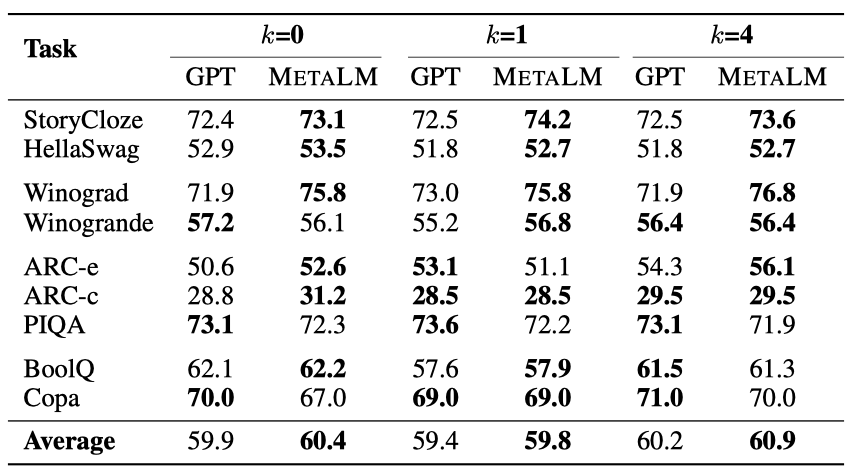 Task k=0 k=1 k=4
GPT METALM GPT METALM GPT METALM
StoryCloze 72.4 73.1 72.5 74.2 72.5 73.6
HellaSwag 52.9 53.5 51.8 52.7 51.8 52.7
Winograd 71.9 75.8 73.0 75.8 71.9 76.8
Winogrande 57.2 56.1 55.2 56.8 56.4 56.4
ARC-e 50.6 52.6 53.1 51.1 54.3 56.1
ARC-c 28.8 31.2 28.5 28.5 29.5 29.5
PIQA 73.1 72.3 73.6 72.2 73.1 71.9
BoolQ 62.1 62.2 57.6 57.9 61.5 61.3
Copa 70.0 67.0 69.0 69.0 71.0 70.0
Average 59.9 60.4 59.4 59.8 60.2 60.9